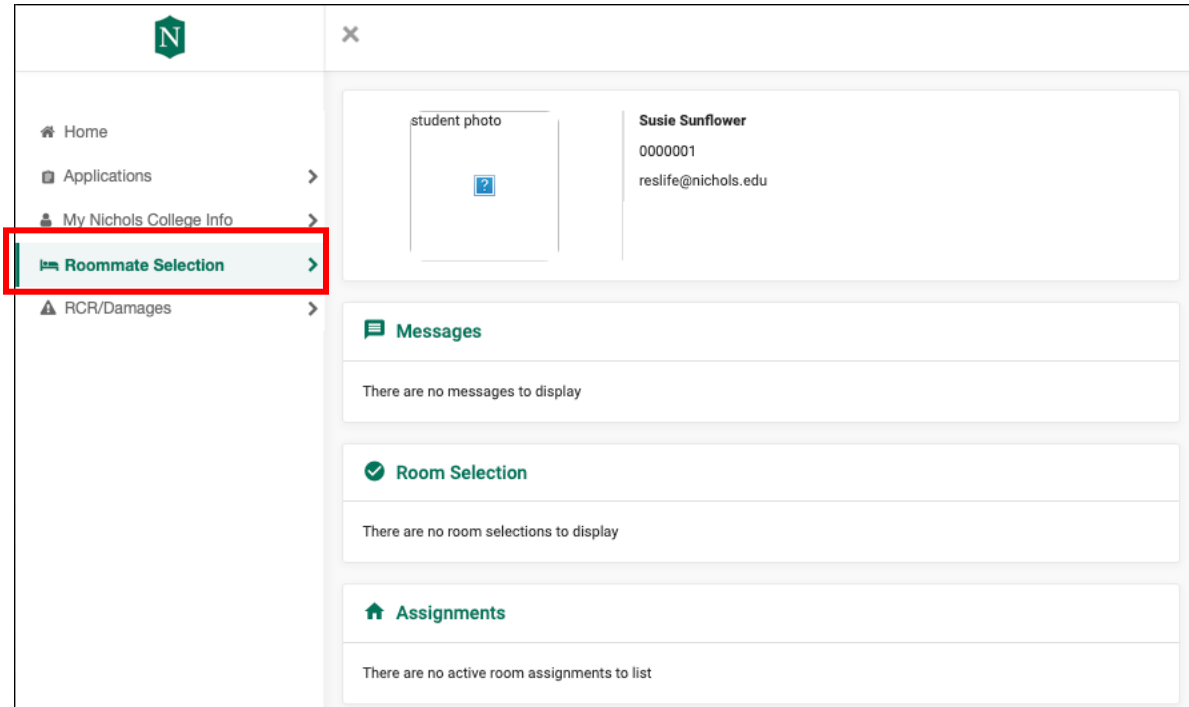 N
Home
Applications
My Nichols College Info
Roommate Selection
RCR/Damages
student photo
?
Susie Sunflower
0000001
reslife@nichols.edu
Messages
There are no messages to display
Room Selection
There are no room selections to display
Assignments
There are no active room assignments to list